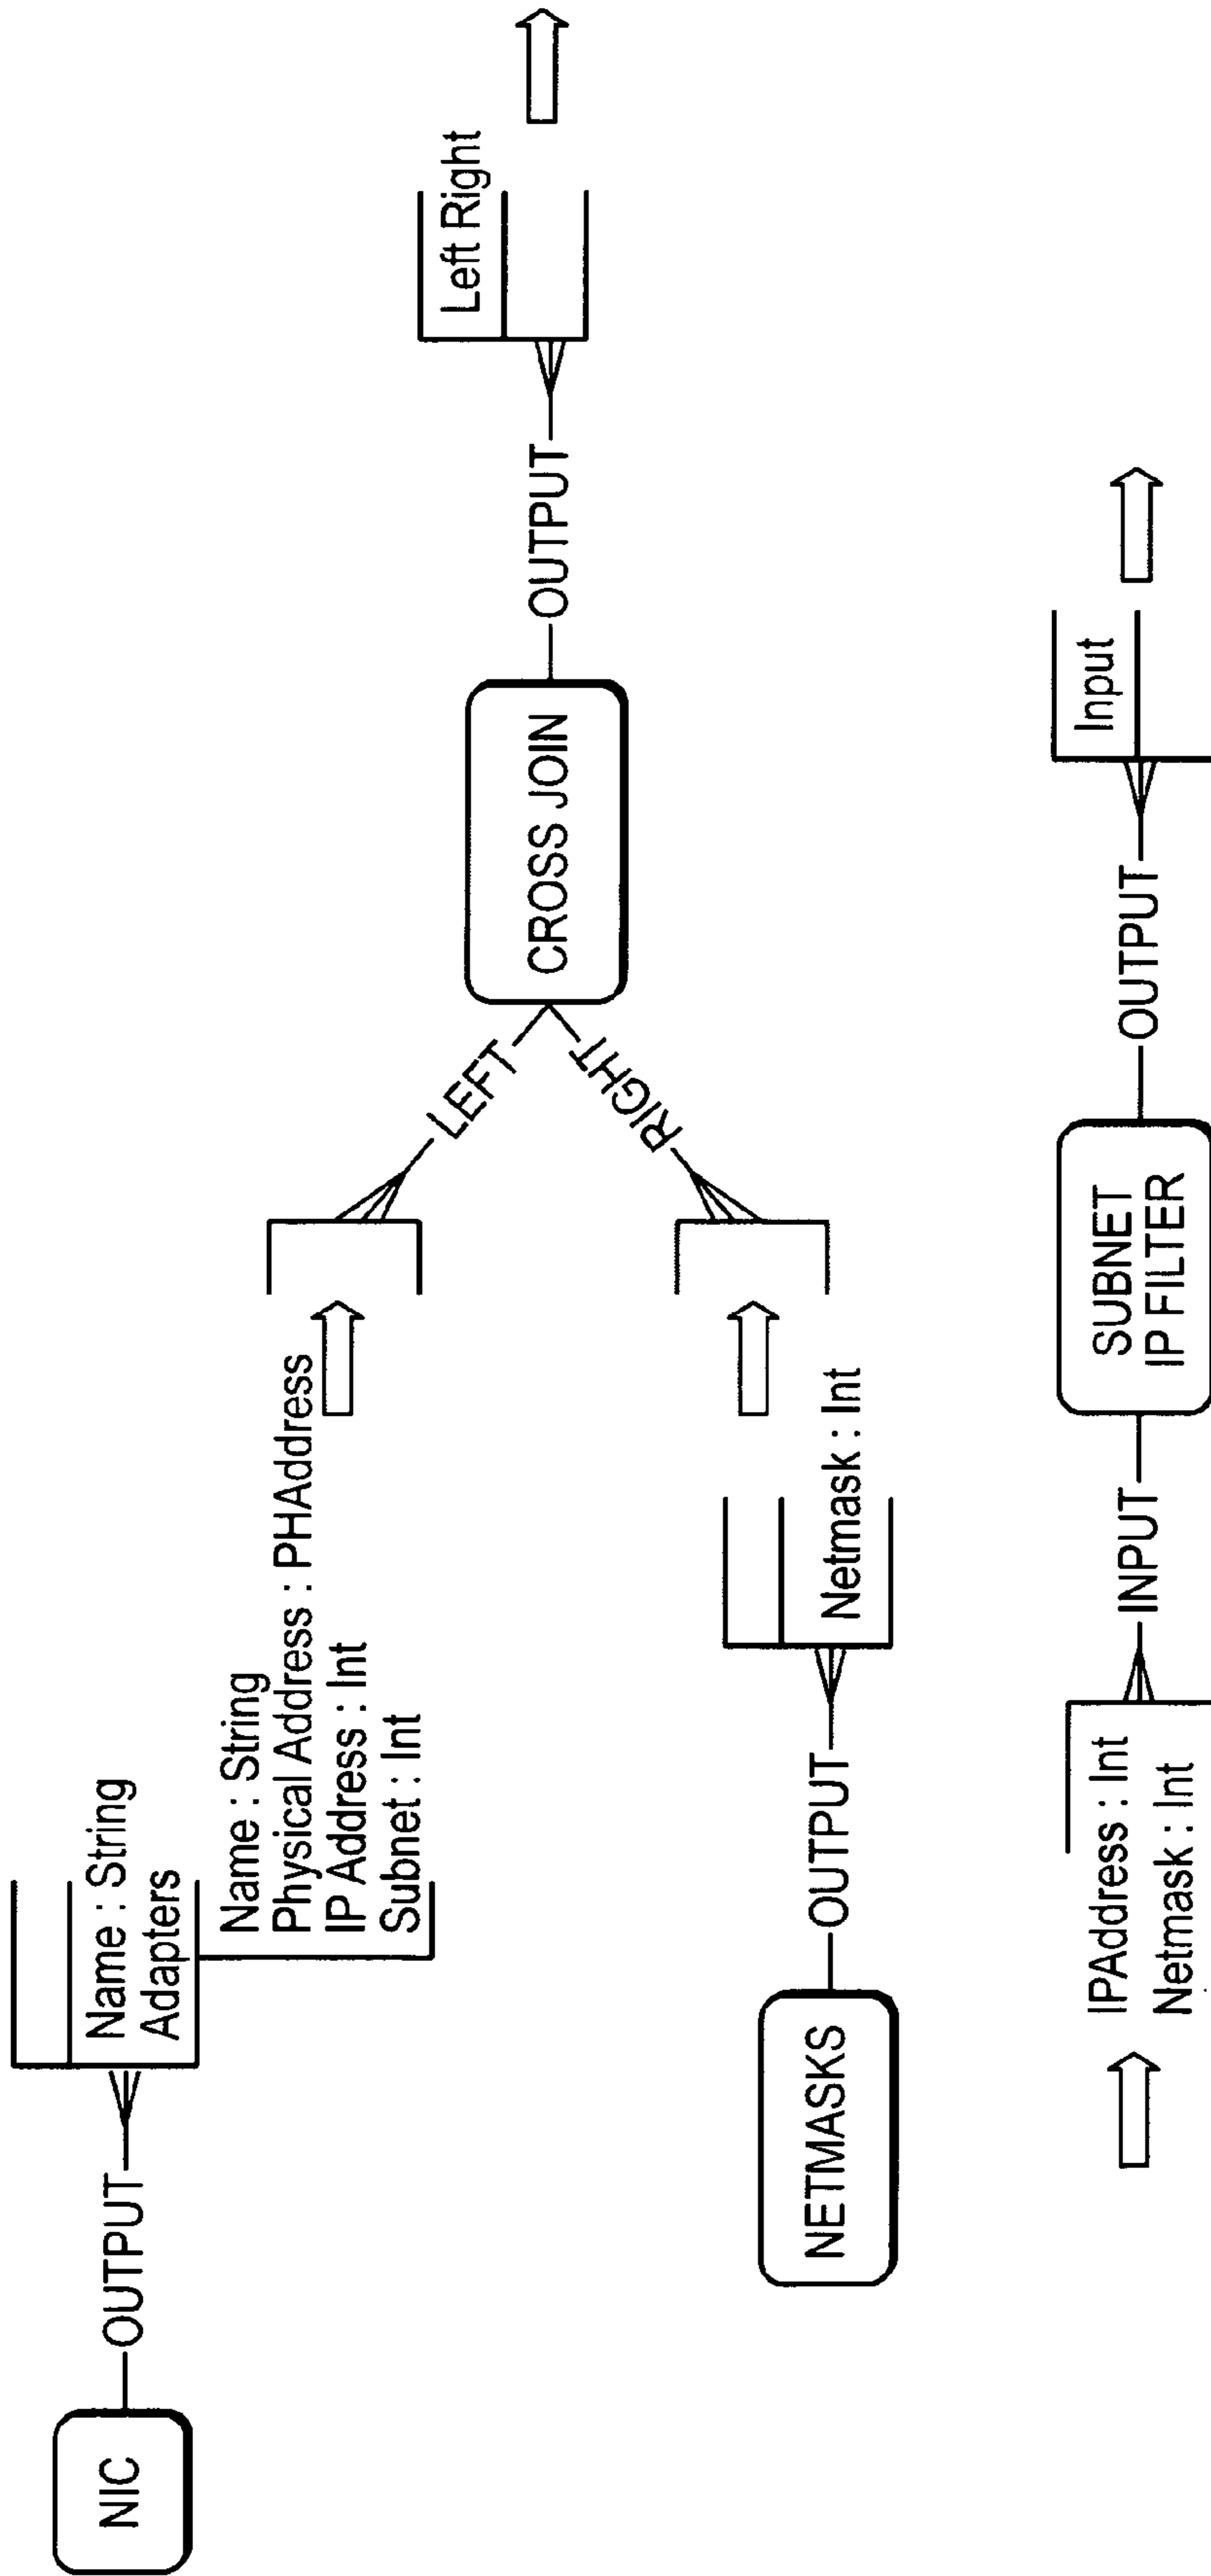 NIC
OUTPUT
Name : String
Adapters
Name : String
Physical Address : PHAddress
IP Address : Int
Subnet : Int
LEFT
RIGHT
CROSS JOIN
OUTPUT
Left Right
NETMASKS
OUTPUT
Netmask : Int
IPAddress : Int
Netmask : Int
INPUT
SUBNET
IP FILTER
OUTPUT
Input